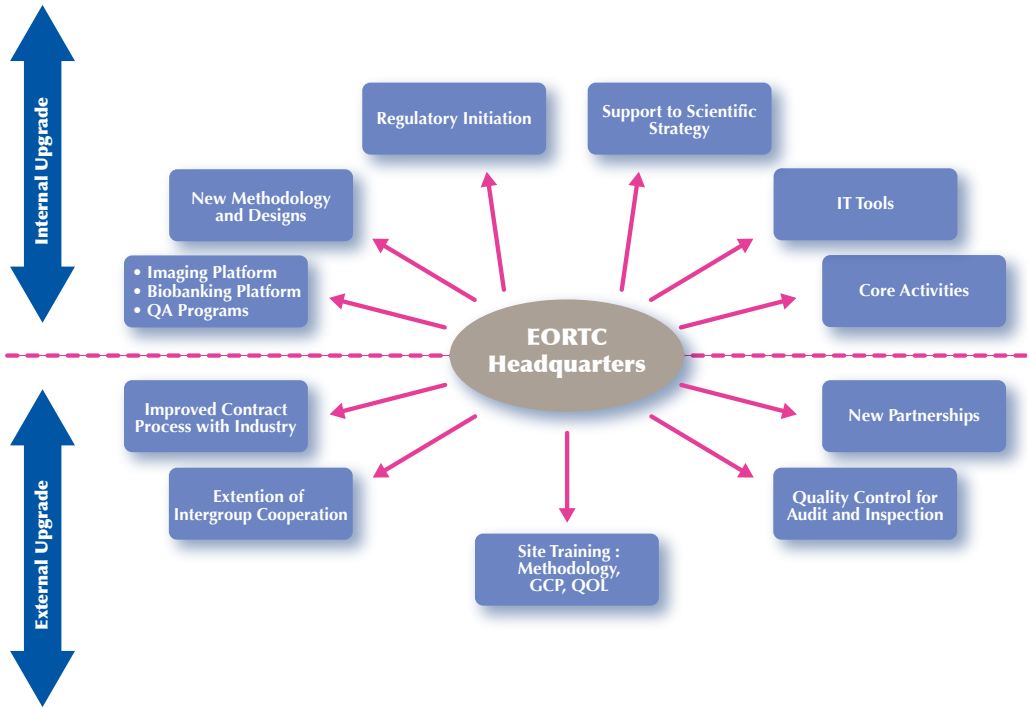 Internal Upgrade
Regulatory Initiation
Support to Scientific
Strategy
New Methodology
and Designs
IT Tools
• Imaging Platform
• Biobanking Platform
• QA Programs
Core Activities
EORTC
Headquarters
External Upgrade
Improved Contract
Process with Industry
New Partnerships
Extention of
Intergroup Cooperation
Quality Control for
Audit and Inspection
Site Training :
Methodology,
GCP, QOL